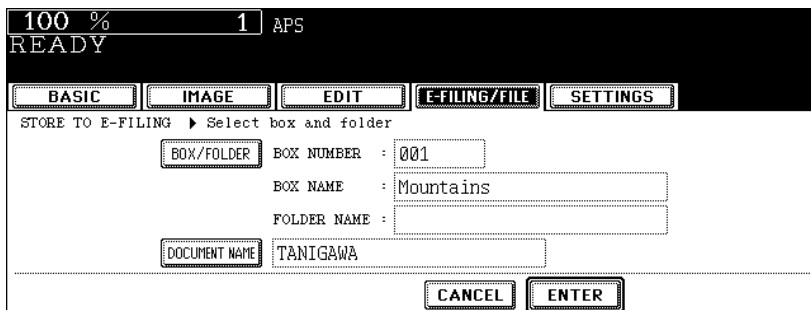 100 % 1 APS
READY
BASIC IMAGE EDIT E-FILING/FILE SETTINGS
STORE TO E-FILING ▶ Select box and folder
BOX/FOLDER BOX NUMBER : 001
BOX NAME : Mountains
FOLDER NAME :
DOCUMENT NAME TANIGAWA
CANCEL ENTER